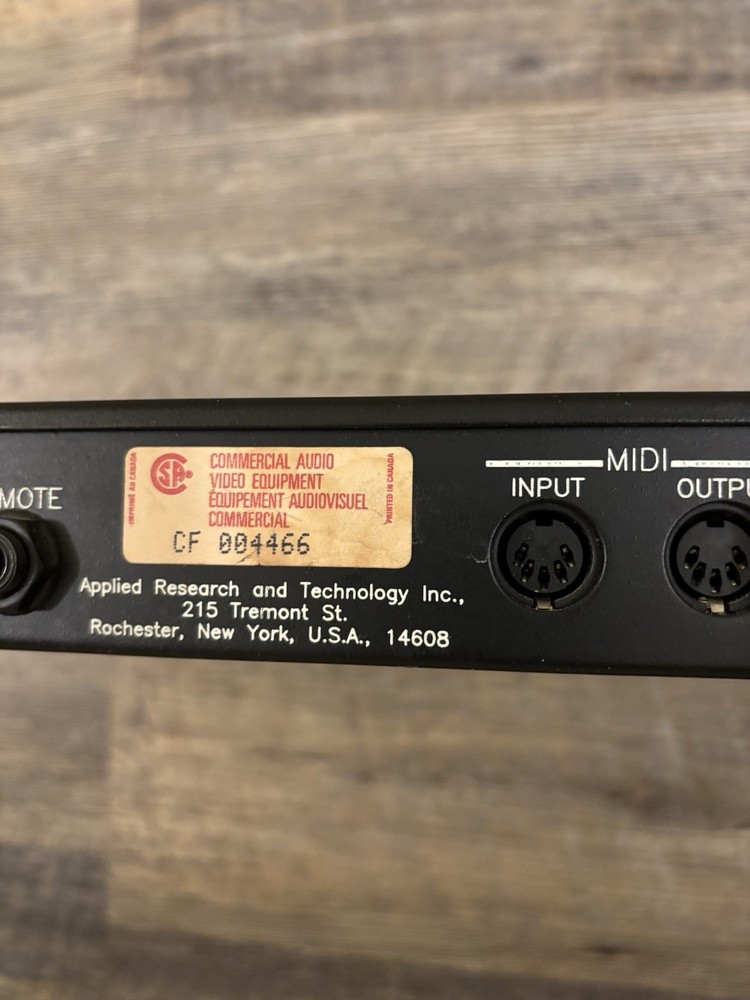 MOTE
IMPRIMÉ AU CANADA
CSA®
COMMERCIAL AUDIO
VIDEO EQUIPMENT
ÉQUIPEMENT AUDIOVISUEL
COMMERCIAL
PRINTED IN CANADA
CF 004466
Applied Research and Technology Inc.,
215 Tremont St.
Rochester, New York, U.S.A., 14608
MIDI
INPUT OUTPU